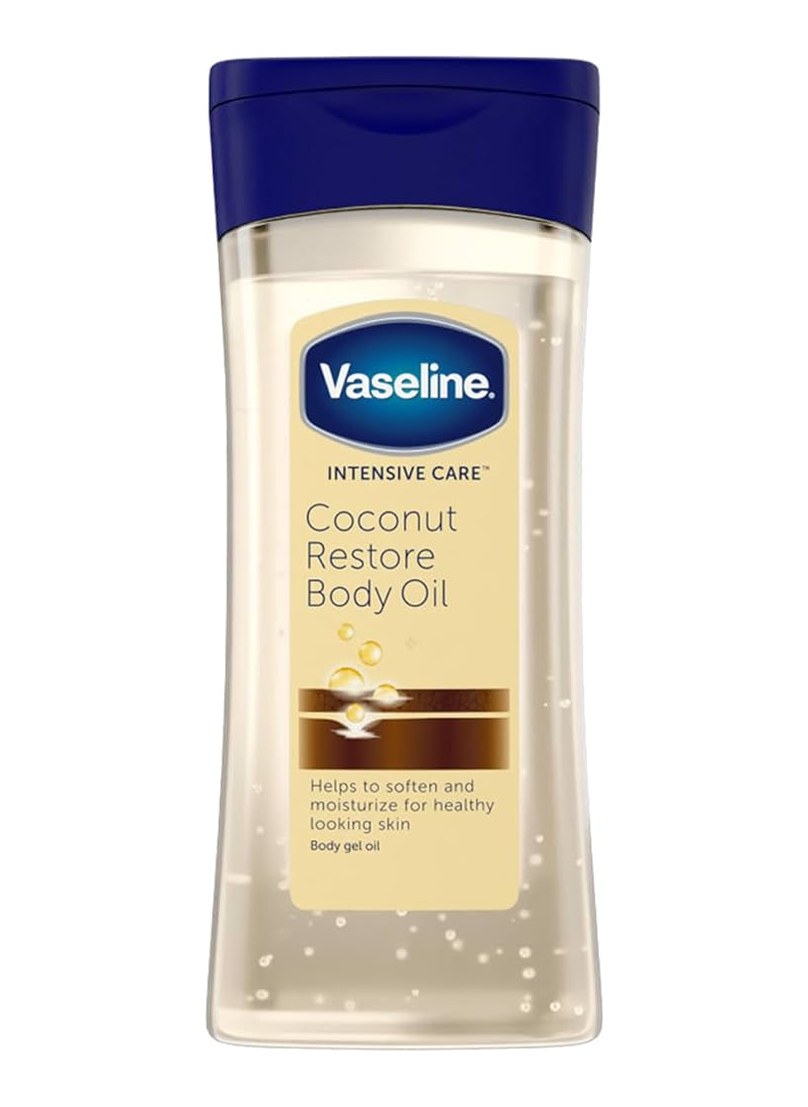 Vaseline.
INTENSIVE CARE™
Coconut
Restore
Body Oil
Helps to soften and
moisturize for healthy
looking skin
Body gel oil